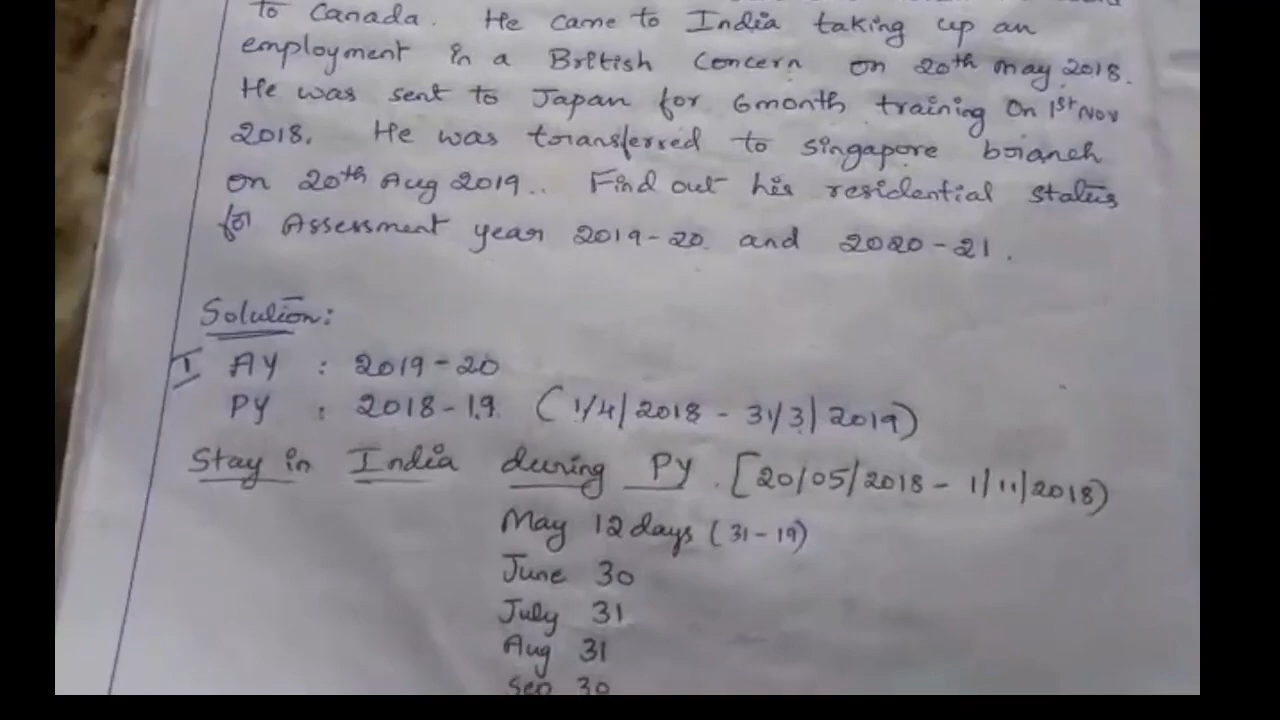 to Canada. He came to India taking up an
employment in a British Concern on 20th may 2018.
He was sent to Japan for 6month training on 1st Nov
2018. He was transferred to Singapore branch
on 20th Aug 2019.. Find out his residential status
for Assessment year 2019-20 and 2020-21.
Solution:
I AY : 2019-20
PY : 2018-19 (1/4/2018 - 31/3/2019)
Stay in India during PY. [20/05/2018 - 1/11/2018)
May 12 days (31-19)
June 30
July 31
Aug 31
Sep 30